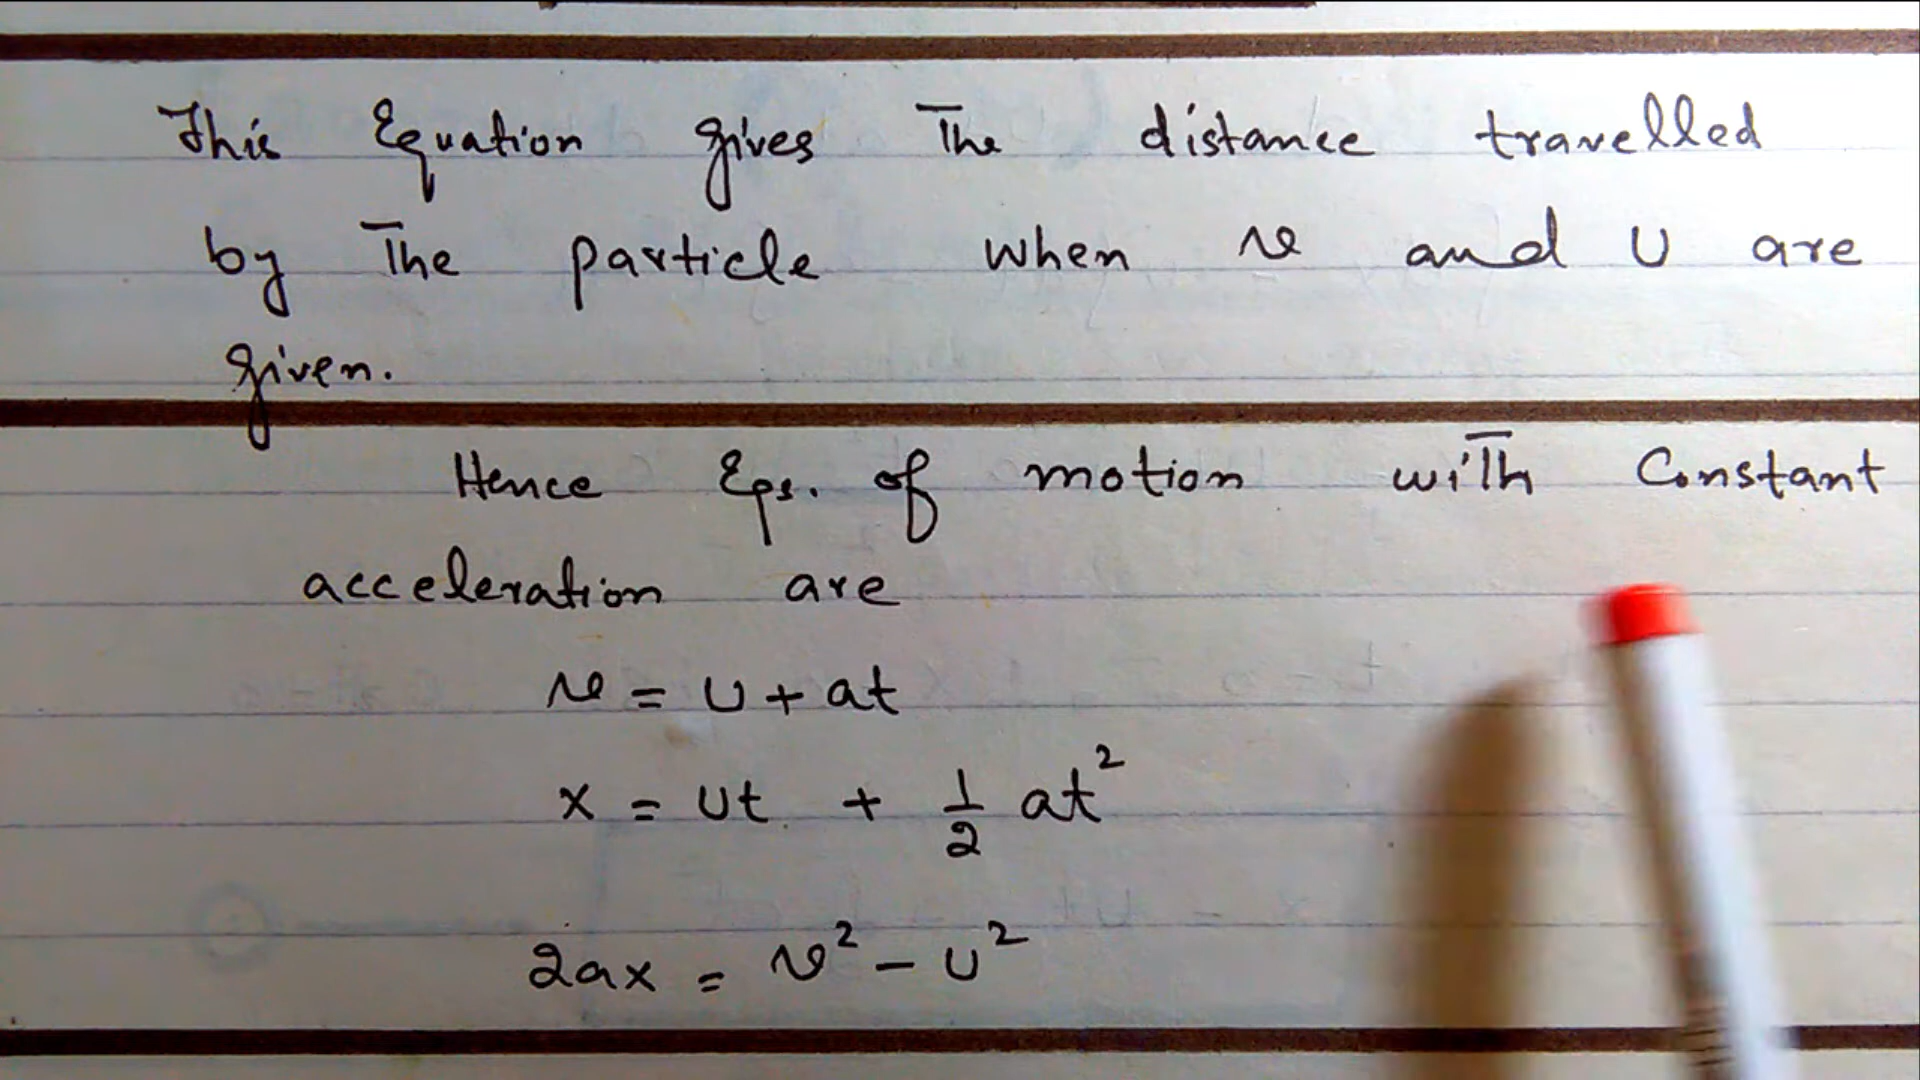 This Equation gives The distance travelled
by The particle when v and u are
given.
Hence Eqs. of motion with Constant
acceleration are
v = u + at
x = ut + 1/2 at²
2ax = v² - u²